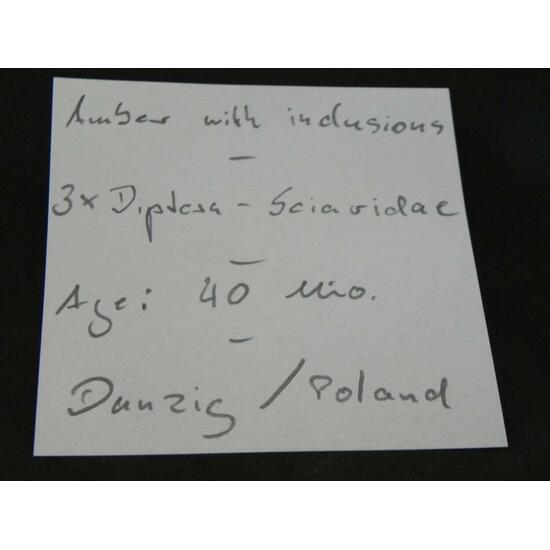 Amber with inclusions
–
3x Diptera - Sciaridae
–
Age: 40 Mio.
–
Danzig / Poland